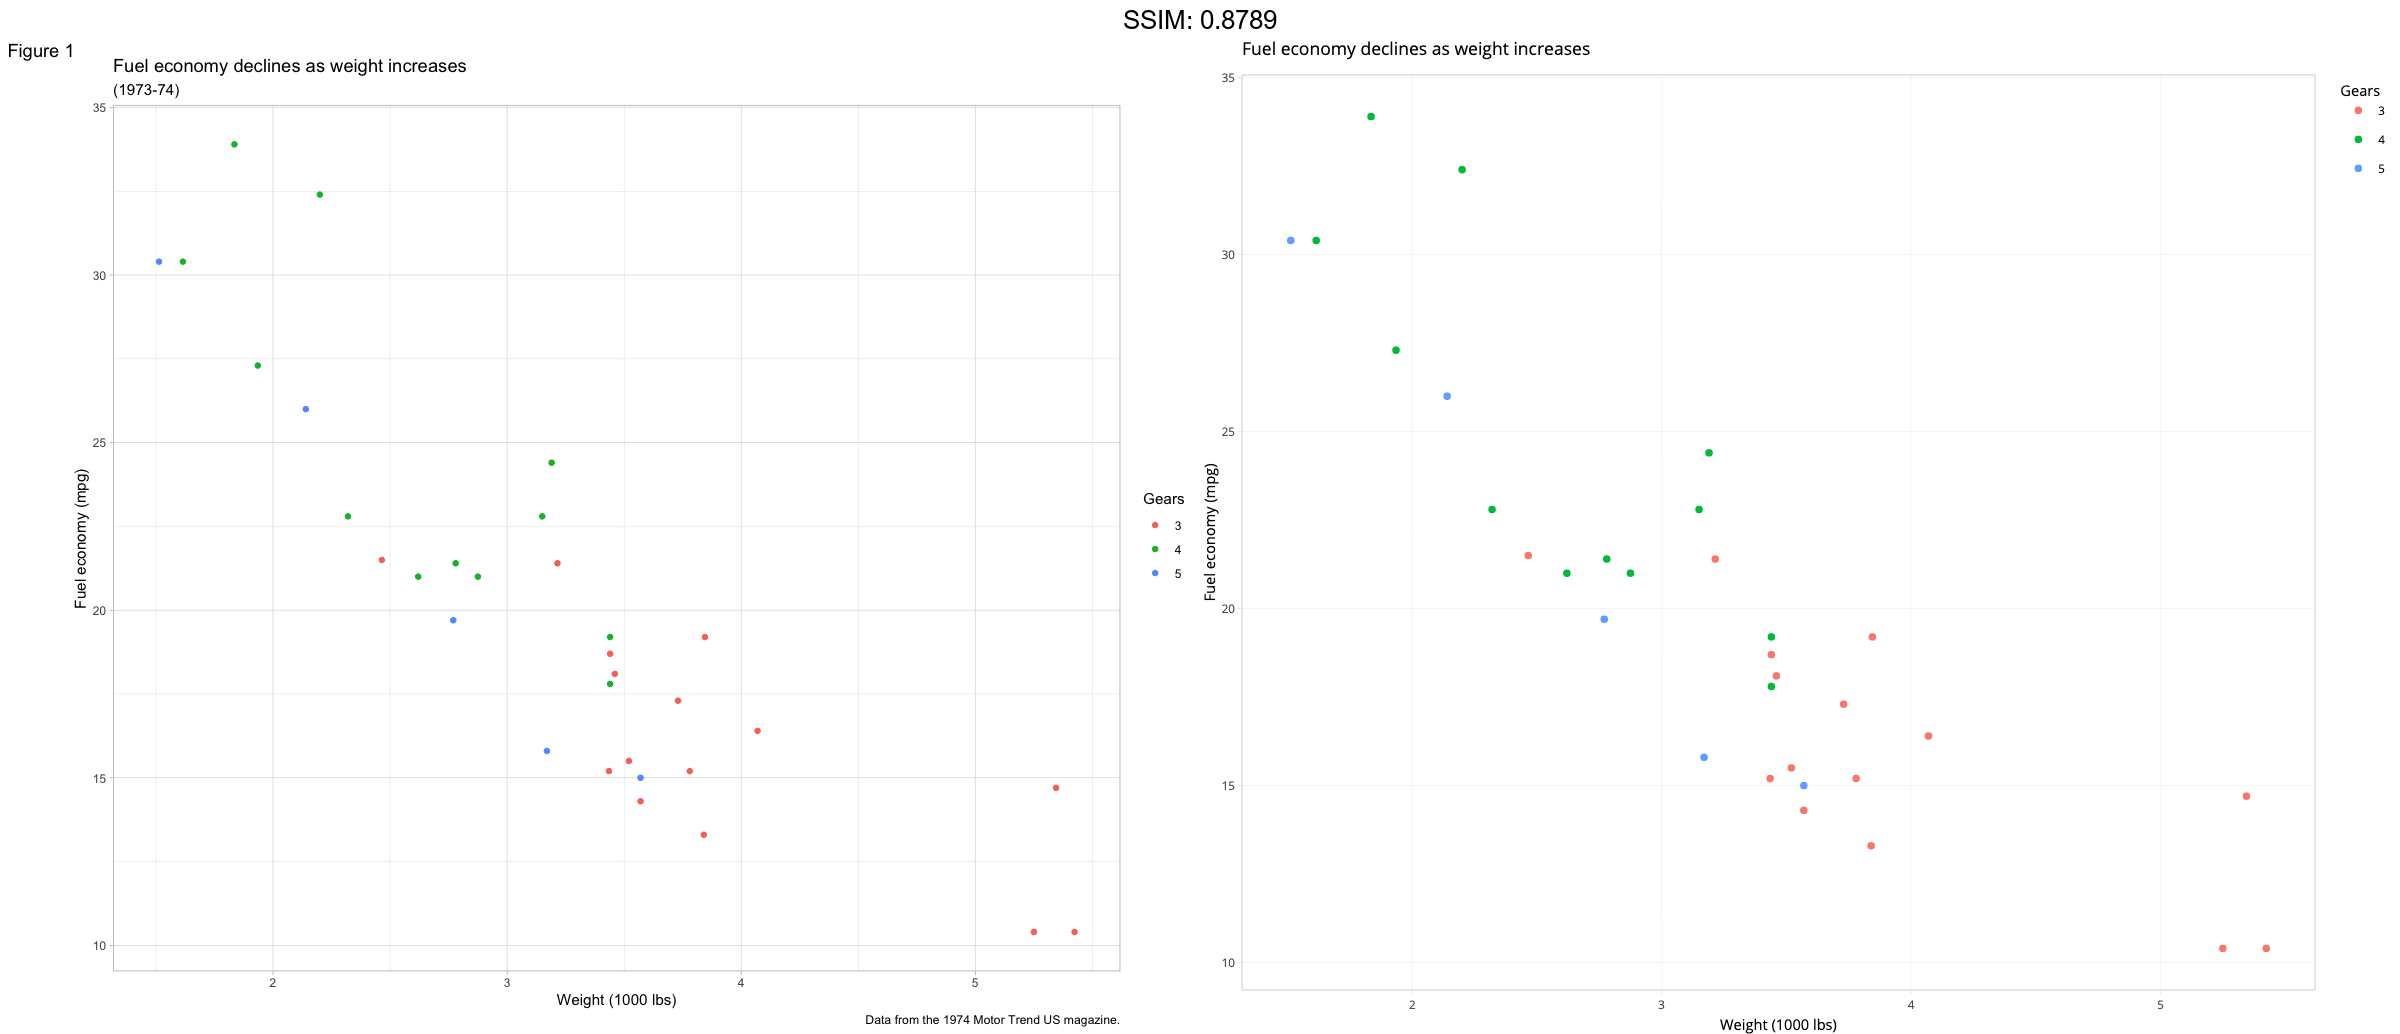 SSIM: 0.8789
Figure 1
Fuel economy declines as weight increases
(1973-74)
35
30
25
20
15
10
Fuel economy (mpg)
2 3 4 5
Weight (1000 lbs)
Data from the 1974 Motor Trend US magazine.
Gears
3
4
5
Fuel economy declines as weight increases
35
30
25
20
15
10
Fuel economy (mpg)
2 3 4 5
Weight (1000 lbs)
Gears
3
4
5